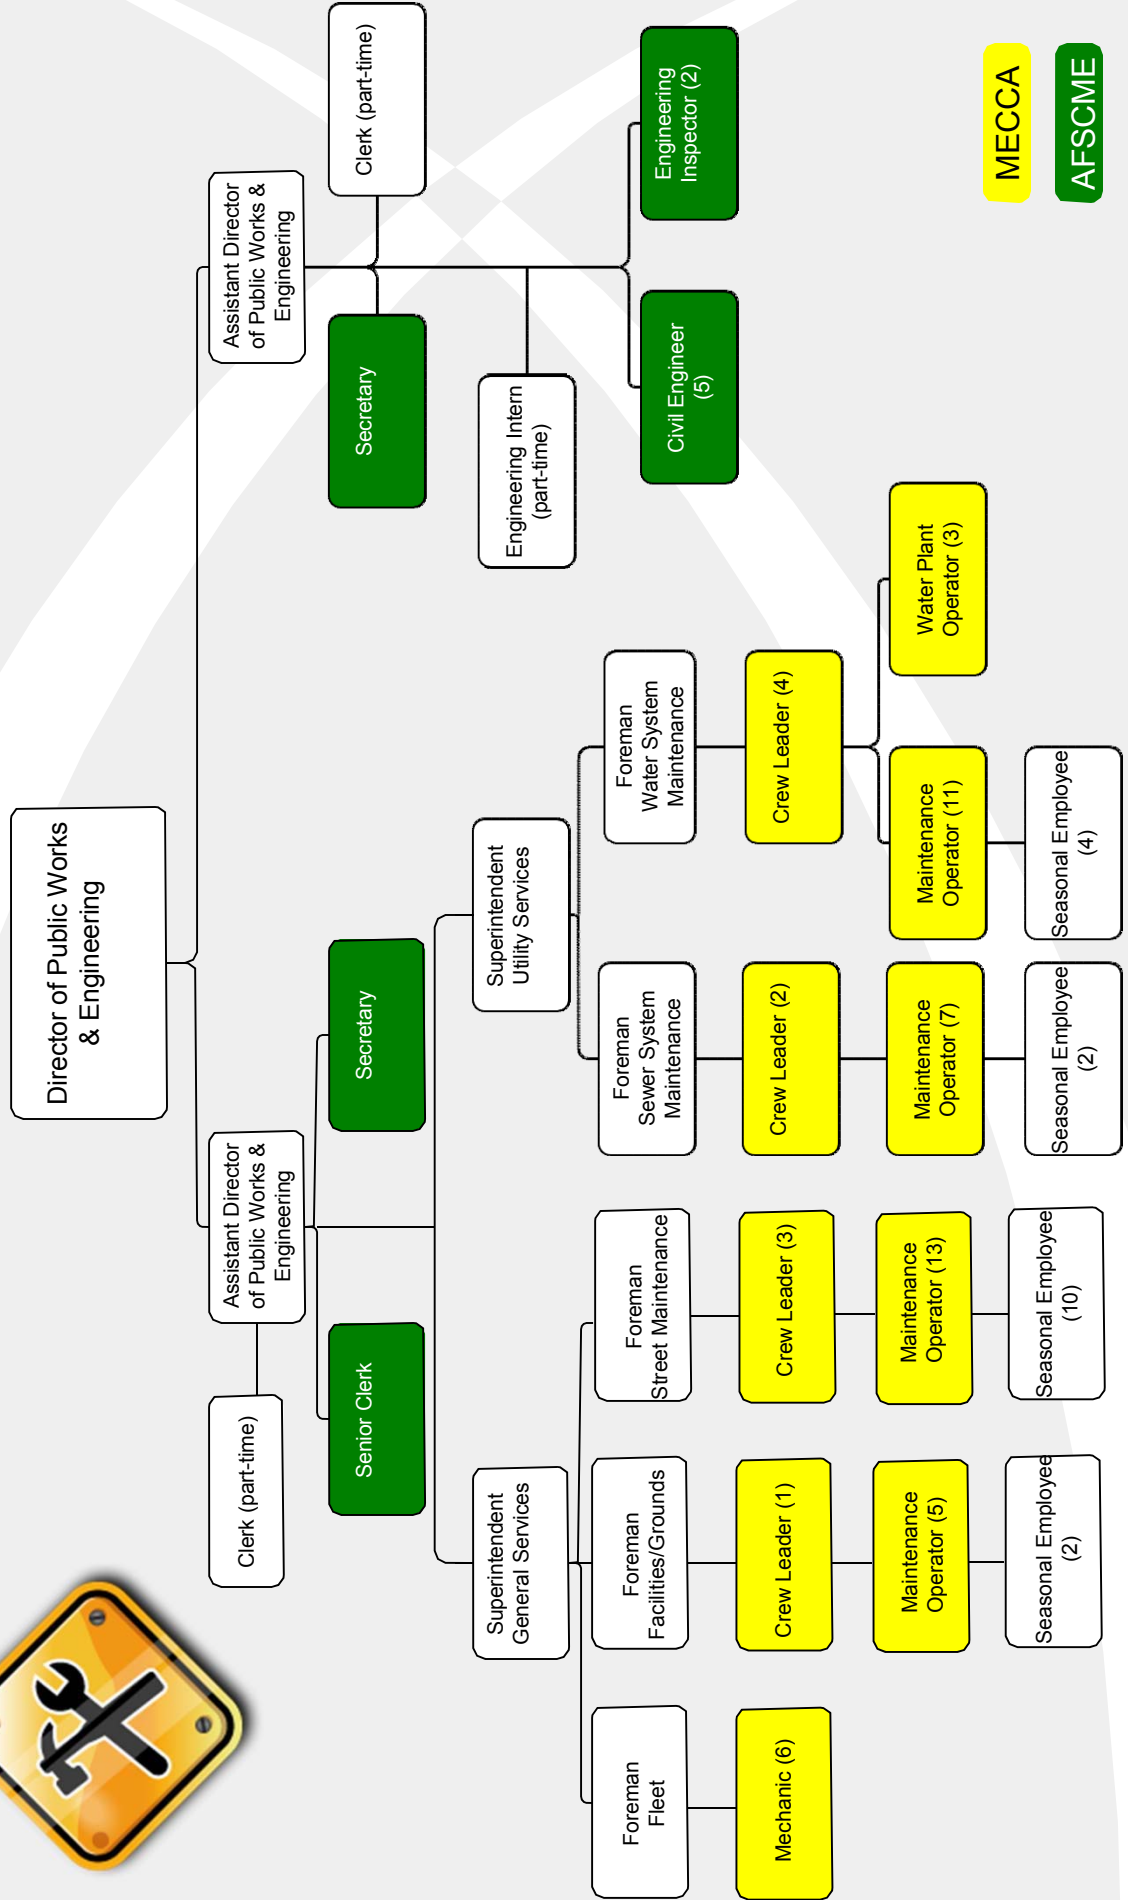 Director of Public Works
& Engineering
Clerk (part-time)
Assistant Director
of Public Works &
Engineering
Assistant Director
of Public Works &
Engineering
Senior Clerk
Secretary
Secretary
Clerk (part-time)
Superintendent
General Services
Superintendent
Utility Services
Engineering Intern
(part-time)
Foreman
Fleet
Foreman
Facilities/Grounds
Foreman
Street Maintenance
Foreman
Sewer System
Maintenance
Foreman
Water System
Maintenance
Civil Engineer
(5)
Engineering
Inspector (2)
Mechanic (6)
Crew Leader (1)
Crew Leader (3)
Crew Leader (2)
Crew Leader (4)
Maintenance
Operator (5)
Maintenance
Operator (13)
Maintenance
Operator (7)
Maintenance
Operator (11)
Water Plant
Operator (3)
Seasonal Employee
(2)
Seasonal Employee
(10)
Seasonal Employee
(2)
Seasonal Employee
(4)
MECCA
AFSCME